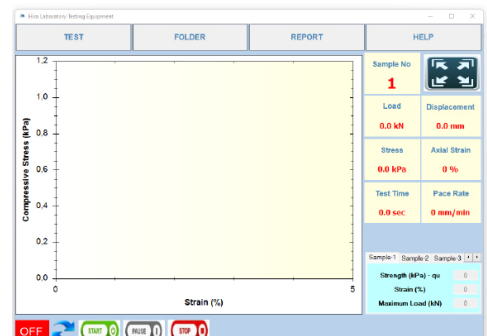 Hira Laboratory Testing Equipment
TEST FOLDER REPORT HELP
Sample No
1
Load Displacement
0.0 kN 0.0 mm
Stress Axial Strain
0.0 kPa 0 %
Test Time Pace Rate
0.0 sec 0 mm/min
Compressive Stress (kPa)
1,2
1,0
0,8
0,6
0,4
0,2
0,0
0 5
Strain (%)
Sample-1 Sample-2 Sample-3
Strength (kPa) - qu 0
Strain (%) 0
Maximum Load (kN) 0
OFF START PAUSE STOP